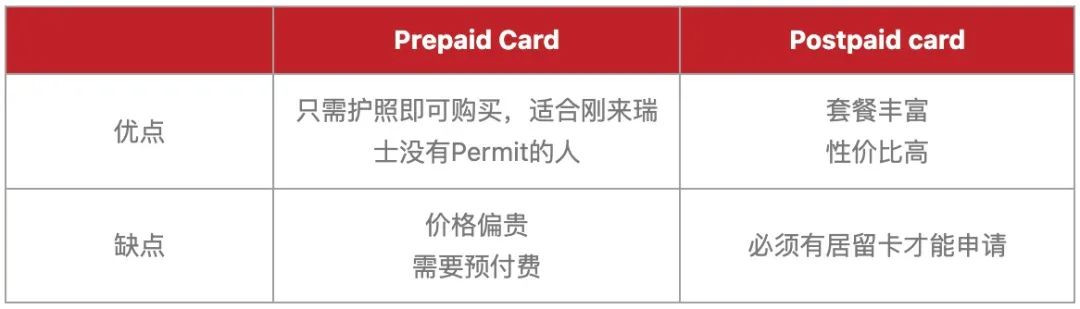 Prepaid Card
Postpaid card
优点
只需护照即可购买，适合刚来瑞
士没有Permit的人
套餐丰富
性价比高
缺点
价格偏贵
需要预付费
必须有居留卡才能申请